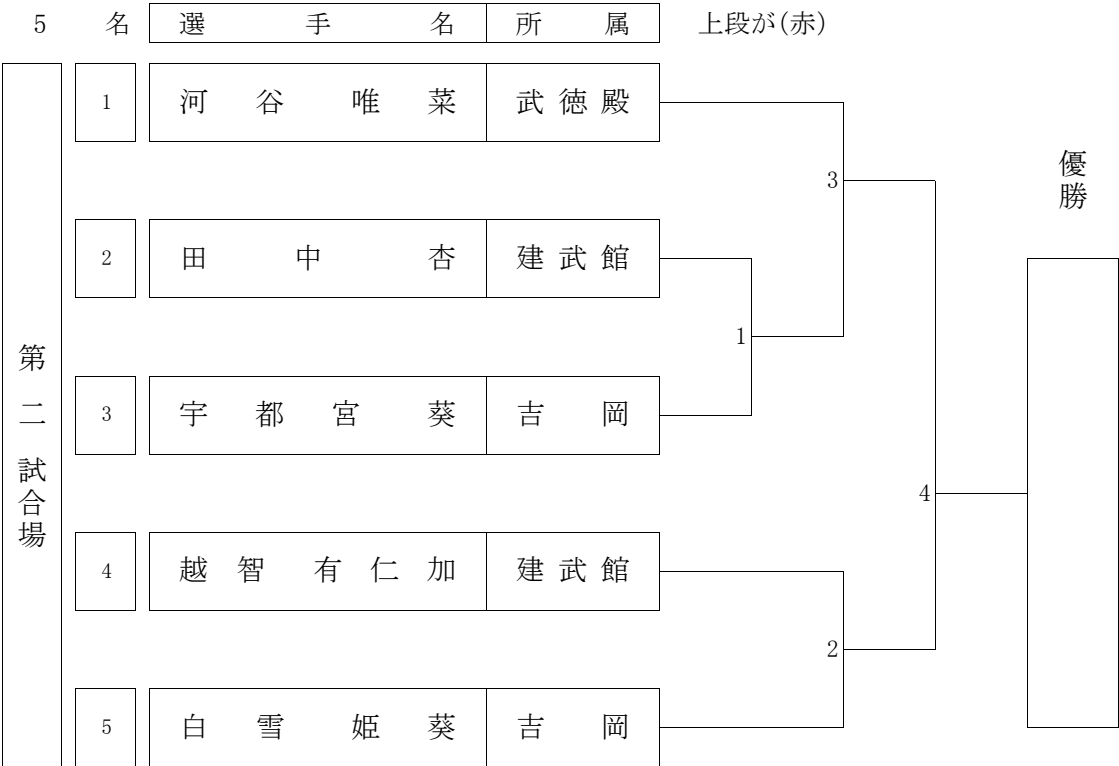 5 名 選手名 所属 上段が(赤)
1 河谷 唯菜 武徳殿
3
優勝
2 田中 杏 建武館
1
第二試合場
3 宇都宮 葵 吉岡
4
4 越智 有仁加 建武館
2
5 白雪 姫葵 吉岡